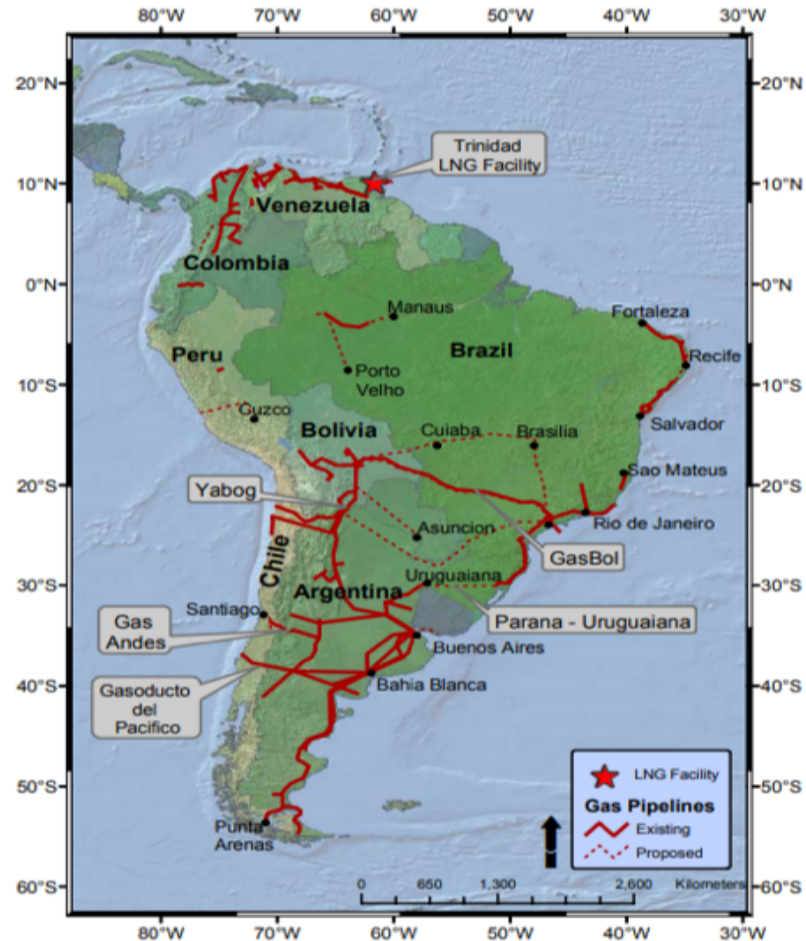 80°W 70°W 60°W 50°W 40°W 30°W
20°N 20°N
Trinidad
LNG Facility
10°N 10°N
Venezuela
Colombia
0°N 0°N
Manaus
Fortaleza
Peru
Brazil
Recife
Porto
Velho
10°S 10°S
Cuzco
Salvador
Bolivia
Cuiaba
Brasilia
Sao Mateus
20°S 20°S
Yabog
Asuncion
Rio de Janeiro
GasBol
Chile
Uruguaiana
30°S 30°S
Argentina
Santiago
Parana - Uruguaiana
Gas
Andes
Buenos Aires
Bahia Blanca
40°S 40°S
Gasoducto
del
Pacifico
LNG Facility
50°S 50°S
Gas Pipelines
Existing
Punta
Arenas
Proposed
0 650 1,300 2,600 Kilometers
60°S 60°S
80°W 70°W 60°W 50°W 40°W 30°W